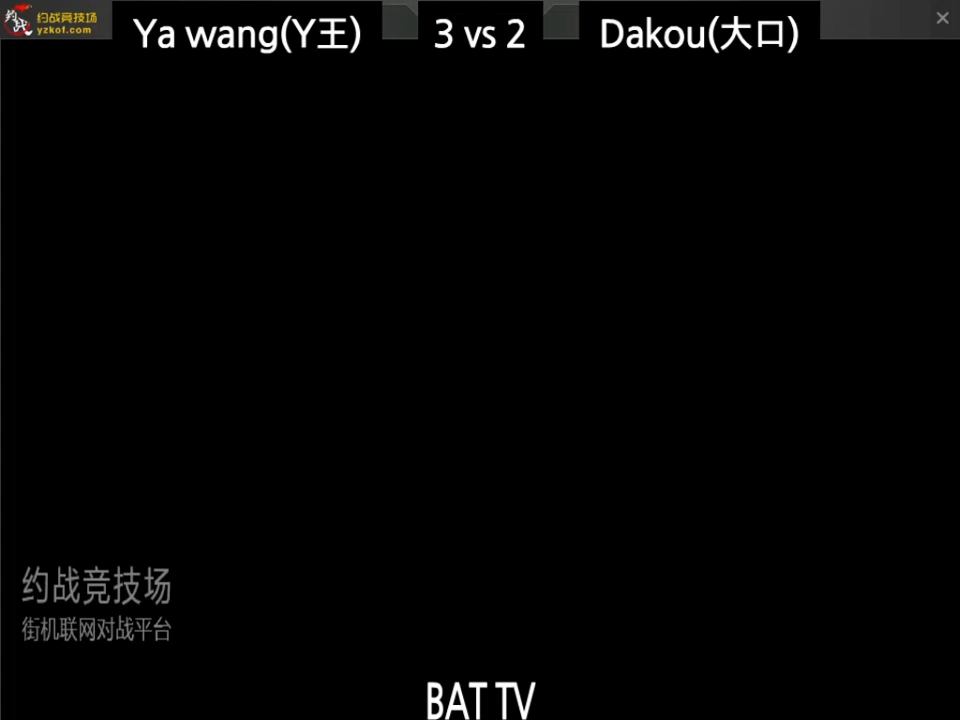 约战竞技场
yzkof.com
Ya wang(Y王)
3 vs 2
Dakou(大口)
约战竞技场
街机联网对战平台
BAT TV